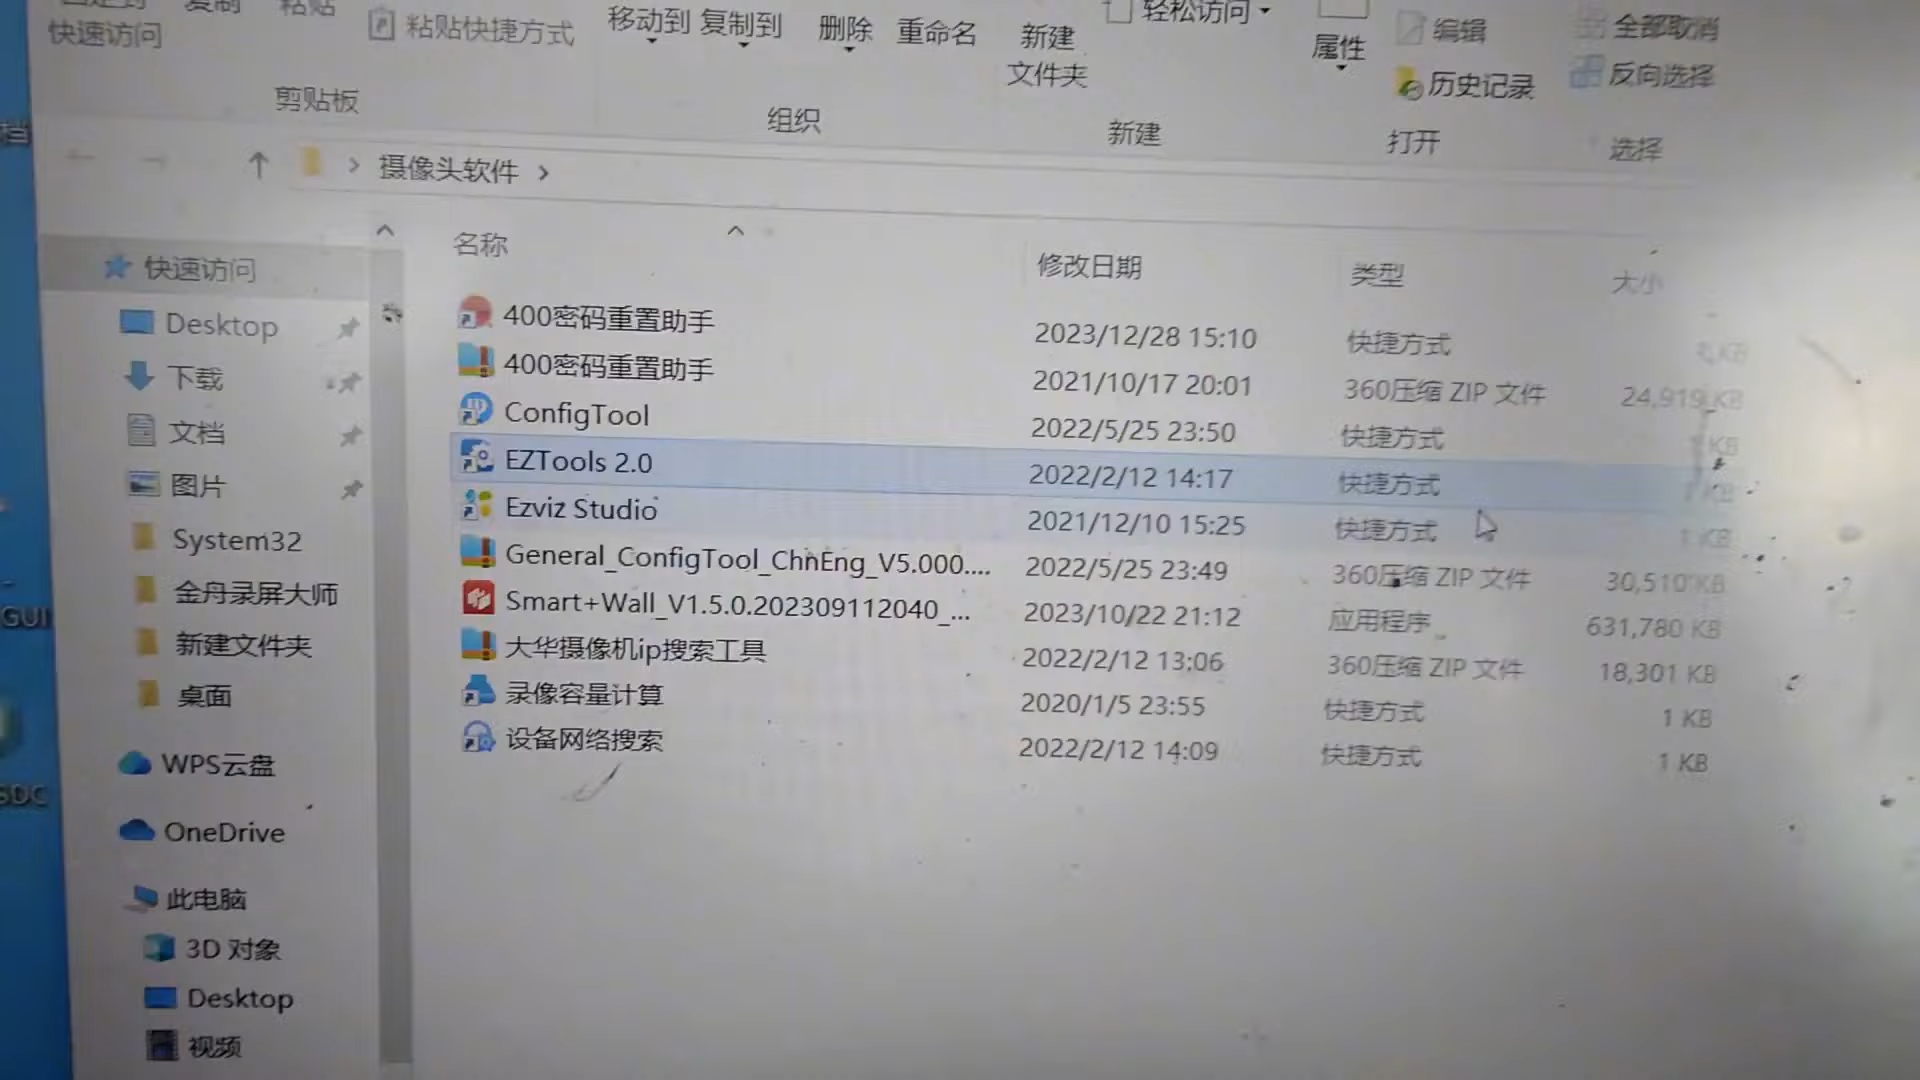 复制
粘贴
快速访问
粘贴快捷方式
移动到 复制到
删除 重命名
新建
文件夹
轻松访问
属性
编辑
历史记录
全部取消
反向选择
剪贴板
组织
新建
打开
选择
摄像头软件
名称 修改日期 类型 大小
400密码重置助手 2023/12/28 15:10 快捷方式 KB
400密码重置助手 2021/10/17 20:01 360压缩 ZIP 文件 24,919 KB
ConfigTool 2022/5/25 23:50 快捷方式 1 KB
EZTools 2.0 2022/2/12 14:17 快捷方式 1 KB
Ezviz Studio 2021/12/10 15:25 快捷方式 1 KB
General_ConfigTool_ChnEng_V5.000.... 2022/5/25 23:49 360压缩 ZIP 文件 30,510 KB
Smart+Wall_V1.5.0.202309112040_... 2023/10/22 21:12 应用程序 631,780 KB
大华摄像机ip搜索工具 2022/2/12 13:06 360压缩 ZIP 文件 18,301 KB
录像容量计算 2020/1/5 23:55 快捷方式 1 KB
设备网络搜索 2022/2/12 14:09 快捷方式 1 KB
快速访问
Desktop
下载
文档
图片
System32
金舟录屏大师
新建文件夹
桌面
WPS云盘
OneDrive
此电脑
3D 对象
Desktop
视频
档
GUI
SDC